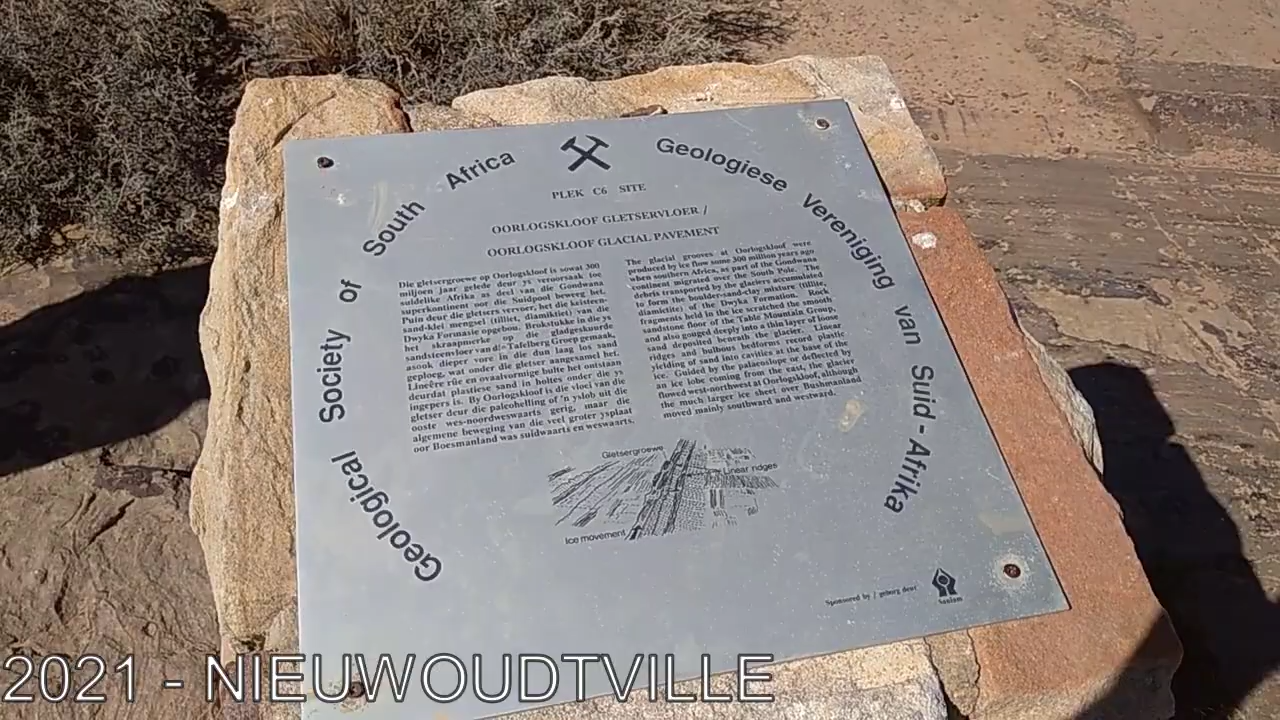 Geological Society of South Africa
Geologiese Vereniging van Suid-Afrika
PLEK C6 SITE
OORLOGSKLOOF GLETSERVLOER /
OORLOGSKLOOF GLACIAL PAVEMENT
Die gletsergroewe op Oorlogskloof is sowat 300
miljoen jaar gelede deur ys veroorsaak toe
suidelike Afrika as deel van die Gondwana
superkontinent oor die Suidpool beweeg het.
Puin deur die gletsers vervoer, het die klisteen-
sand-klei mengsel (tilliet, diamiktiet) van die
Dwyka Formasie opgebou. Brokstukke in die ys
het skraapmerke op die gladgeskuurde
sandsteenvloer van die Tafelberg Groep gemaak,
asook dieper vore in die dun laag los sand
geploeg, wat onder die gletser aangesamel het.
Lineêre rûe en ovaalvormige bulte het ontstaan
deurdat plastiese sand in holtes onder die ys
ingepers is. By Oorlogskloof is die vloei van die
gletser deur die paleohelling of 'n yslob uit die
ooste wes-noordweswaarts gerig, maar die
algemene beweging van die veel groter ysplaat
oor Boesmanland was suidwaarts en weswaarts.
The glacial grooves at Oorlogskloof were
produced by ice flow some 300 million years ago
when southern Africa, as part of the Gondwana
continent migrated over the South Pole. The
debris transported by the glaciers accumulated
to form the boulder-sand-clay mixture (tillite,
diamictite) of the Dwyka Formation. Rock
fragments held in the ice scratched the smooth
sandstone floor of the Table Mountain Group,
and also gouged deeply into a thin layer of loose
sand deposited beneath the glacier. Linear
ridges and bulbous bedforms record plastic
yielding of sand into cavities at the base of the
ice. Guided by the palaeoslope or deflected by
an ice lobe coming from the east, the glacier
flowed west-northwest at Oorlogskloof, although
the much larger ice sheet over Bushmanland
moved mainly southward and westward.
Gletsergroewe
Linear ridges
Ice movement
Sponsored by / geborg deur
Sanlam
2021 - NIEUWOUDTVILLE